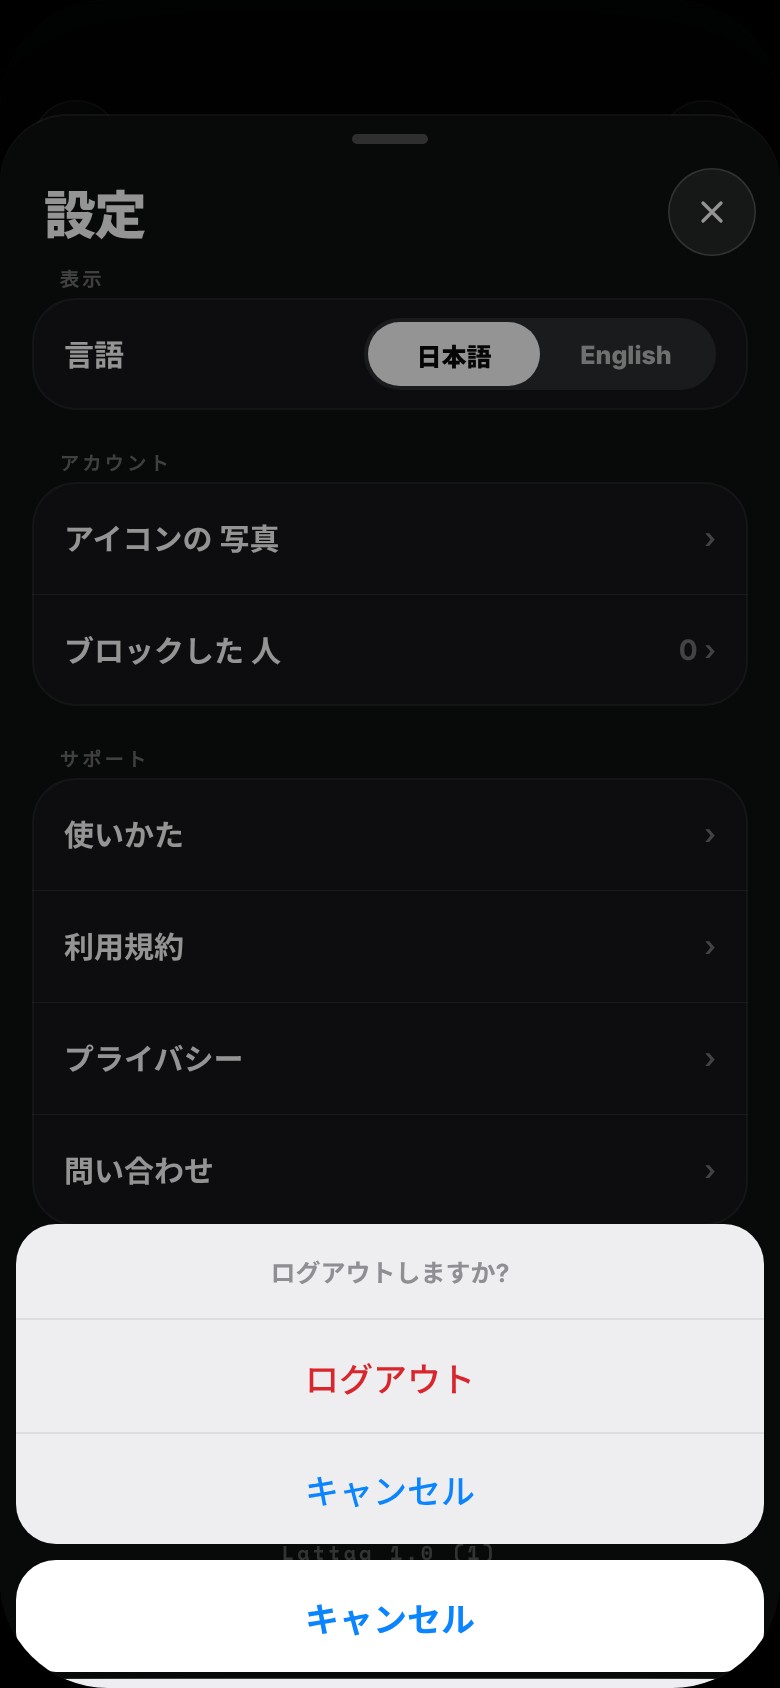 設定
表示
言語
日本語
English
アカウント
アイコンの 写真
ブロックした 人
0
サポート
使いかた
利用規約
プライバシー
問い合わせ
ログアウトしますか?
ログアウト
キャンセル
1.0 (1)
キャンセル